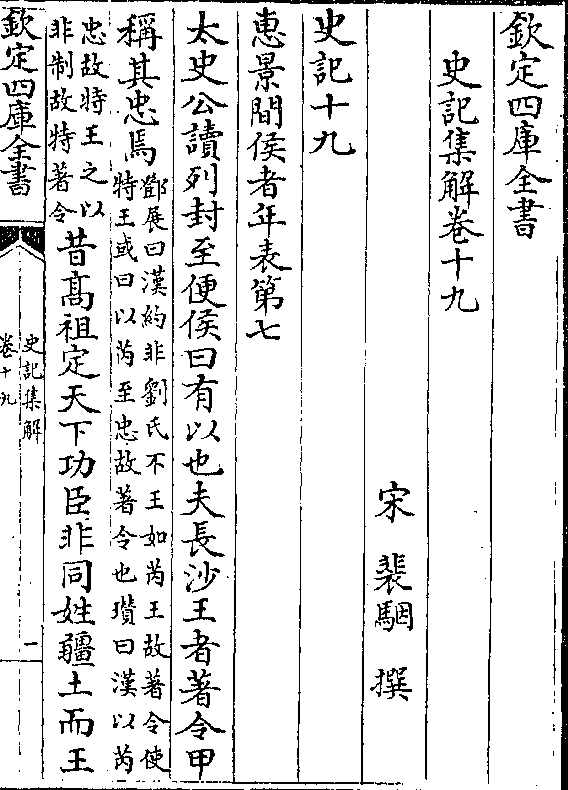 欽定四庫全書
史記集解卷十九
宋 裴駰 撰
史記十九
惠景間侯者年表第七
太史公讀列封至便侯曰有以也夫長沙王者著令甲
稱其忠焉
鄧展曰漢約非劉氏不王如芮王故著令使
特王或曰以芮至忠故著令也瓚曰漢以芮
忠故特王之以
非制故特著令
昔髙祖定天下功臣非同姓疆土而王
欽定四庫全書
史記集解
卷十九
一